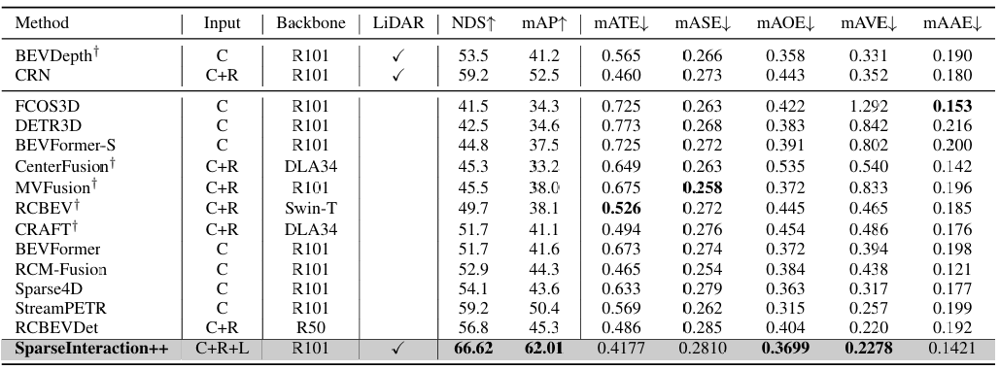 Method Input Backbone LiDAR NDS↑ mAP↑ mATE↓ mASE↓ mAOE↓ mAVE↓ mAAE↓
BEVDepth† C R101 ✓ 53.5 41.2 0.565 0.266 0.358 0.331 0.190
CRN C+R R101 ✓ 59.2 52.5 0.460 0.273 0.443 0.352 0.180
FCOS3D C R101 41.5 34.3 0.725 0.263 0.422 1.292 0.153
DETR3D C R101 42.5 34.6 0.773 0.268 0.383 0.842 0.216
BEVFormer-S C R101 44.8 37.5 0.725 0.272 0.391 0.802 0.200
CenterFusion† C+R DLA34 45.3 33.2 0.649 0.263 0.535 0.540 0.142
MVFusion† C+R R101 45.5 38.0 0.675 0.258 0.372 0.833 0.196
RCBEV† C+R Swin-T 49.7 38.1 0.526 0.272 0.445 0.465 0.185
CRAFT† C+R DLA34 51.7 41.1 0.494 0.276 0.454 0.486 0.176
BEVFormer C R101 51.7 41.6 0.673 0.274 0.372 0.394 0.198
RCM-Fusion C R101 52.9 44.3 0.465 0.254 0.384 0.438 0.121
Sparse4D C R101 54.1 43.6 0.633 0.279 0.363 0.317 0.177
StreamPETR C R101 59.2 50.4 0.569 0.262 0.315 0.257 0.199
RCBEVDet C+R R50 56.8 45.3 0.486 0.285 0.404 0.220 0.192
SparseInteraction++ C+R+L R101 ✓ 66.62 62.01 0.4177 0.2810 0.3699 0.2278 0.1421